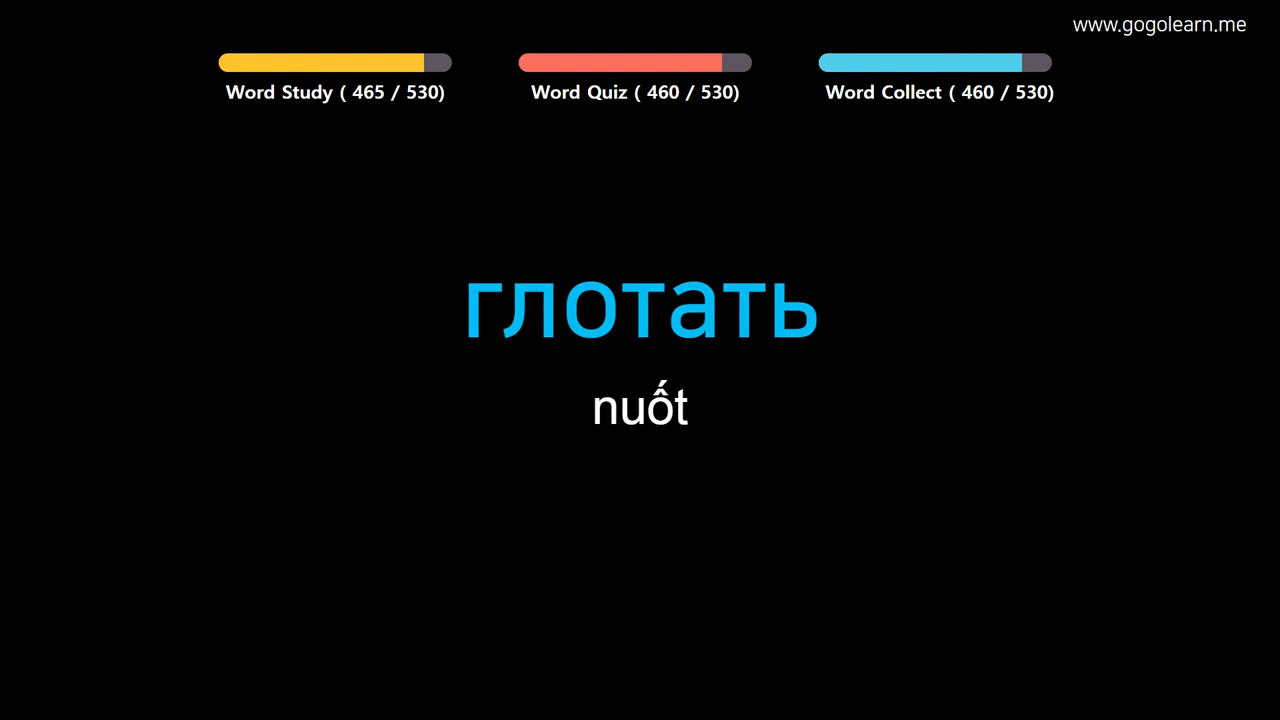 www.gogolearn.me
Word Study ( 465 / 530)
Word Quiz ( 460 / 530)
Word Collect ( 460 / 530)
глотать
nuốt